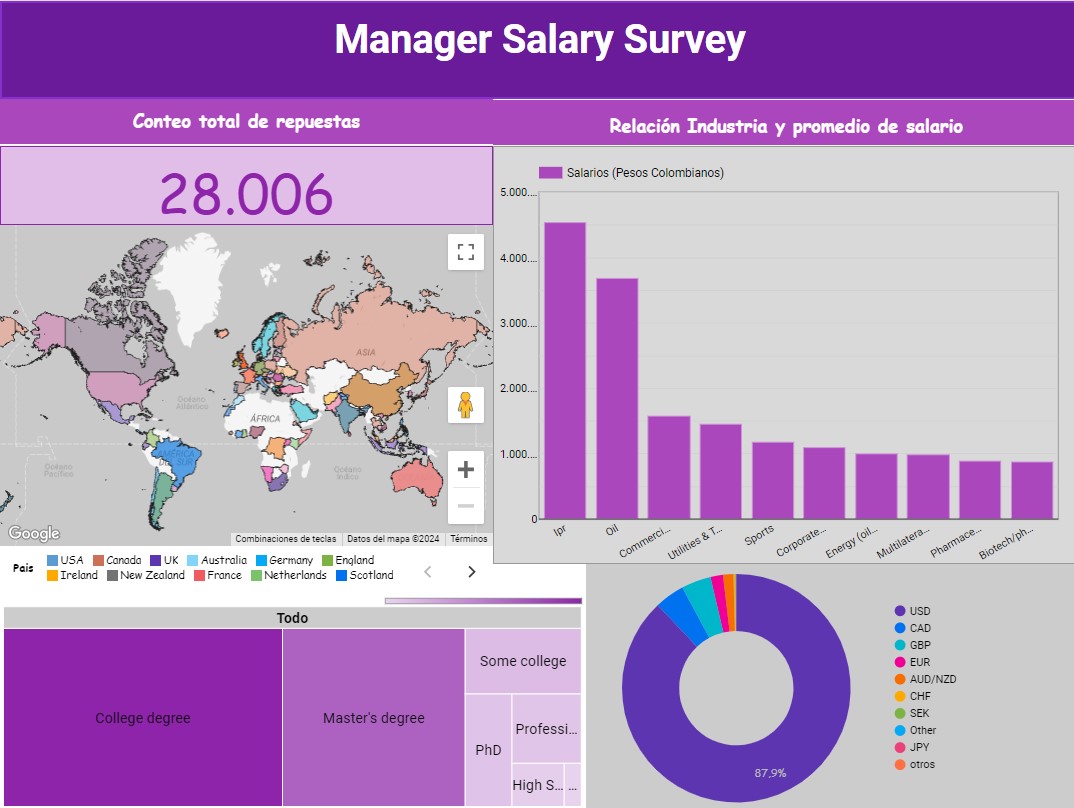 Manager Salary Survey
Conteo total de repuestas
28.006
Relación Industria y promedio de salario
Salarios (Pesos Colombianos)
5.000....
4.000....
3.000....
2.000....
1.000....
0
Ipr
Oil
Commerci...
Utilities & T...
Sports
Corporate...
Energy (oil...
Multilatera...
Pharmace...
Biotech/ph...
ASIA
Océano
Atlántico
ÁFRICA
AMÉRICA
DEL SUR
Océano
Pacífico
Océano
Índico
Google
Combinaciones de teclas
Datos del mapa ©2024
Términos
Pais
USA Canada UK Australia Germany England
Ireland New Zealand France Netherlands Scotland
Todo
College degree
Master's degree
Some college
PhD
Professi...
High S...
...
87,9%
USD
CAD
GBP
EUR
AUD/NZD
CHF
SEK
Other
JPY
otros